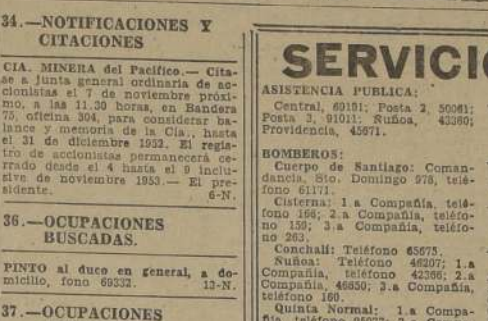 34.—NOTIFICACIONES Y
CITACIONES
CIA. MINERA del Pacífico.— Cita-
se a junta general ordinaria de ac-
cionistas el 7 de noviembre próxi-
mo, a las 11.30 horas, en Bandera
75, oficina 304, para considerar ba-
lance y memoria de la Cía., hasta
el 31 de diciembre 1952. El regis-
tro de accionistas permanecerá ce-
rrado desde el 4 hasta el 9 inclu-
sive de noviembre 1953.— El pre-
sidente. 6-N.
36.—OCUPACIONES
BUSCADAS.
PINTO al duco en general, a do-
micilio, fono 69332. 13-N.
37.—OCUPACIONES
SERVICIO
ASISTENCIA PUBLICA:
Central, 69191; Posta 2, 50061;
Posta 3, 91011; Ñuñoa, 43380;
Providencia, 45671.
BOMBEROS:
Cuerpo de Santiago: Coman-
dancia, Sto. Domingo 978, telé-
fono 61171.
Cisterna: 1.a Compañía, telé-
fono 166; 2.a Compañía, teléfo-
no 159; 3.a Compañía, teléfo-
no 263.
Conchalí: Teléfono 65675.
Ñuñoa: Teléfono 46207; 1.a
Compañía, teléfono 42366; 2.a
Compañía, 46650; 3.a Compañía,
teléfono 160.
Quinta Normal: 1.a Compa-